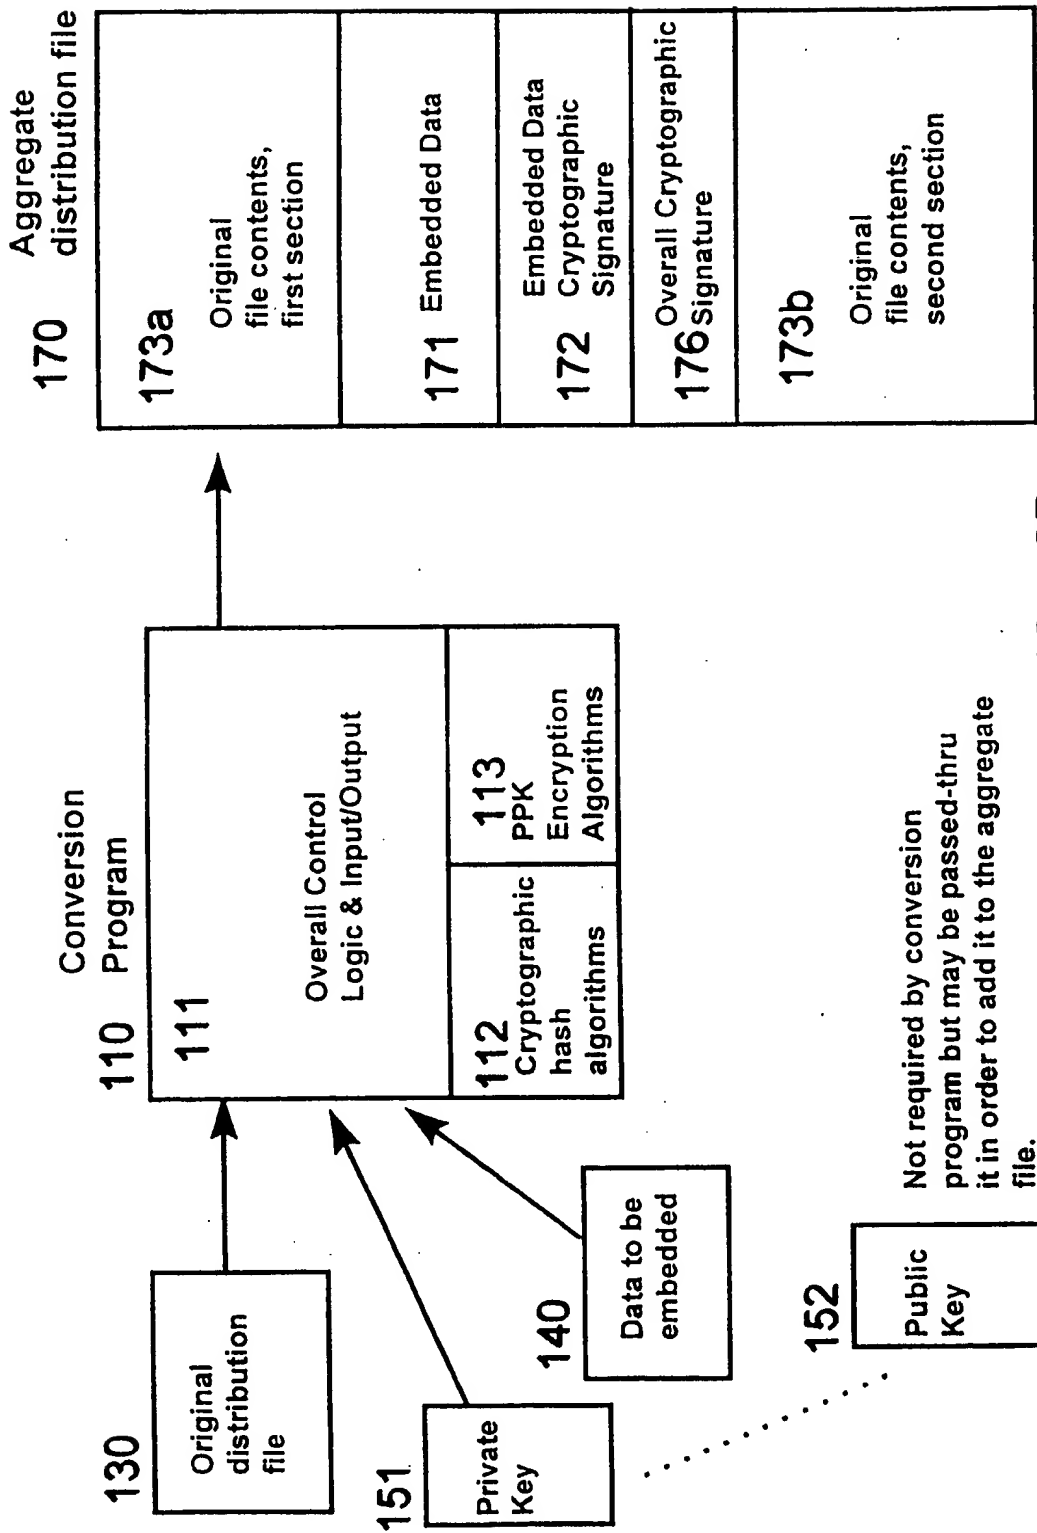 130
Original
distribution
file
151
Private
Key
140
Data to be
embedded
152
Public
Key
Not required by conversion
program but may be passed-thru
it in order to add it to the aggregate
file.
110
Conversion
Program
111
Overall Control
Logic & Input/Output
112
Cryptographic
hash
algorithms
113
PPK
Encryption
Algorithms
170
Aggregate
distribution file
173a
Original
file contents,
first section
171 Embedded Data
172
Embedded Data
Cryptographic
Signature
176
Overall Cryptographic
Signature
173b
Original
file contents,
second section